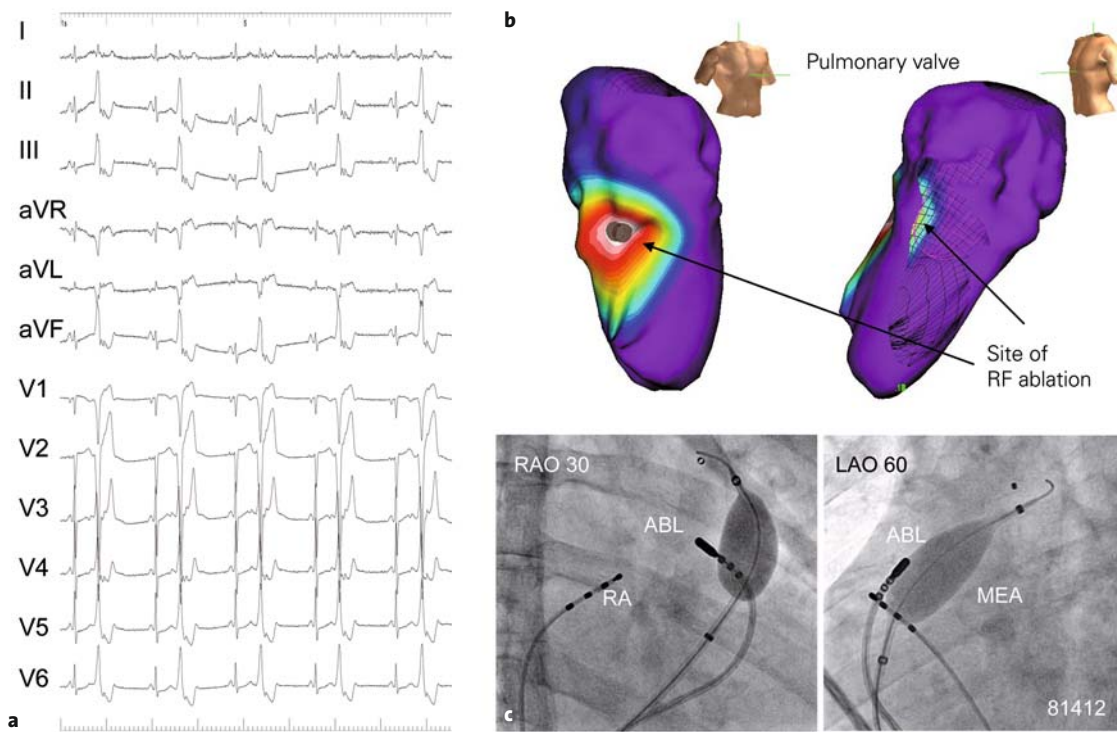 I
II
III
aVR
aVL
aVF
V1
V2
V3
V4
V5
V6
a
b
Pulmonary valve
Site of
RF ablation
RAO 30
ABL
RA
c
LAO 60
ABL
MEA
81412